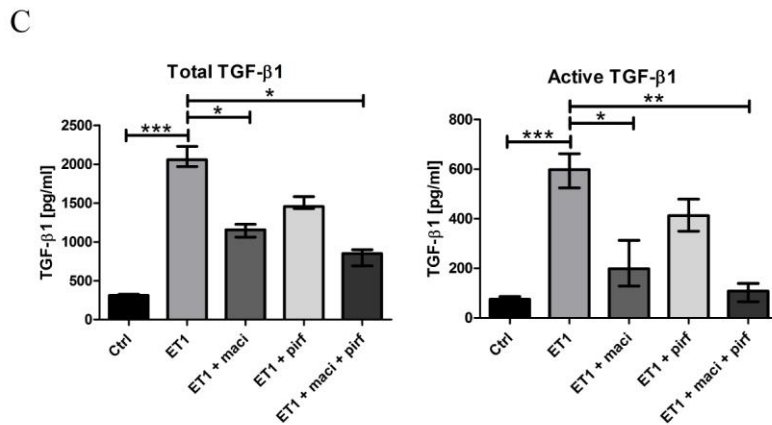 C
Total TGF-β1
*
*
***
TGF-β1 [pg/ml]
2500
2000
1500
1000
500
0
Ctrl
ET1
ET1 + maci
ET1 + pirf
ET1 + maci + pirf
Active TGF-β1
**
*
***
TGF-β1 [pg/ml]
800
600
400
200
0
Ctrl
ET1
ET1 + maci
ET1 + pirf
ET1 + maci + pirf